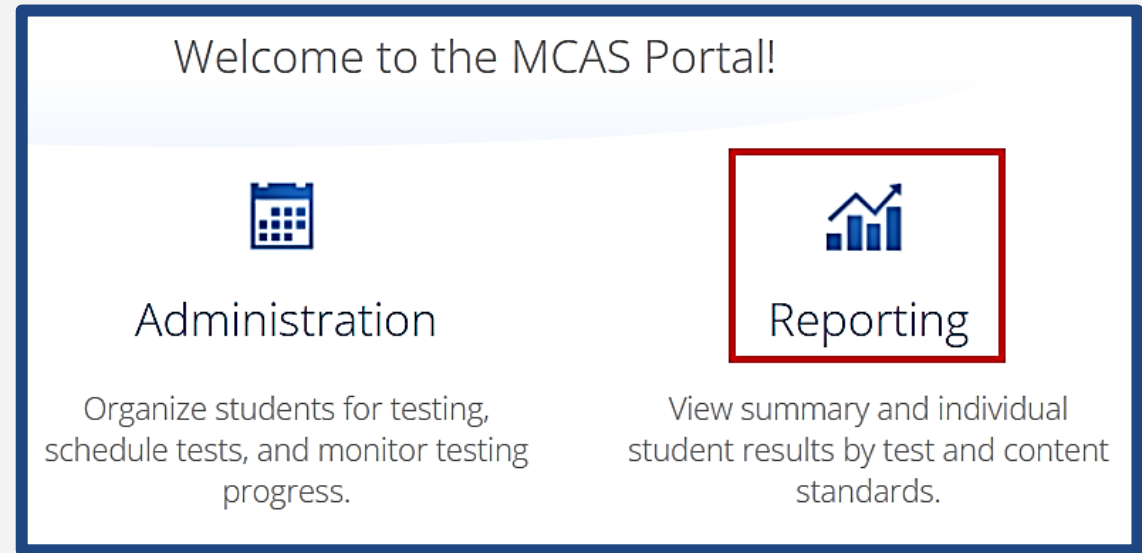 Welcome to the MCAS Portal!
Administration
Organize students for testing,
schedule tests, and monitor testing
progress.
Reporting
View summary and individual
student results by test and content
standards.